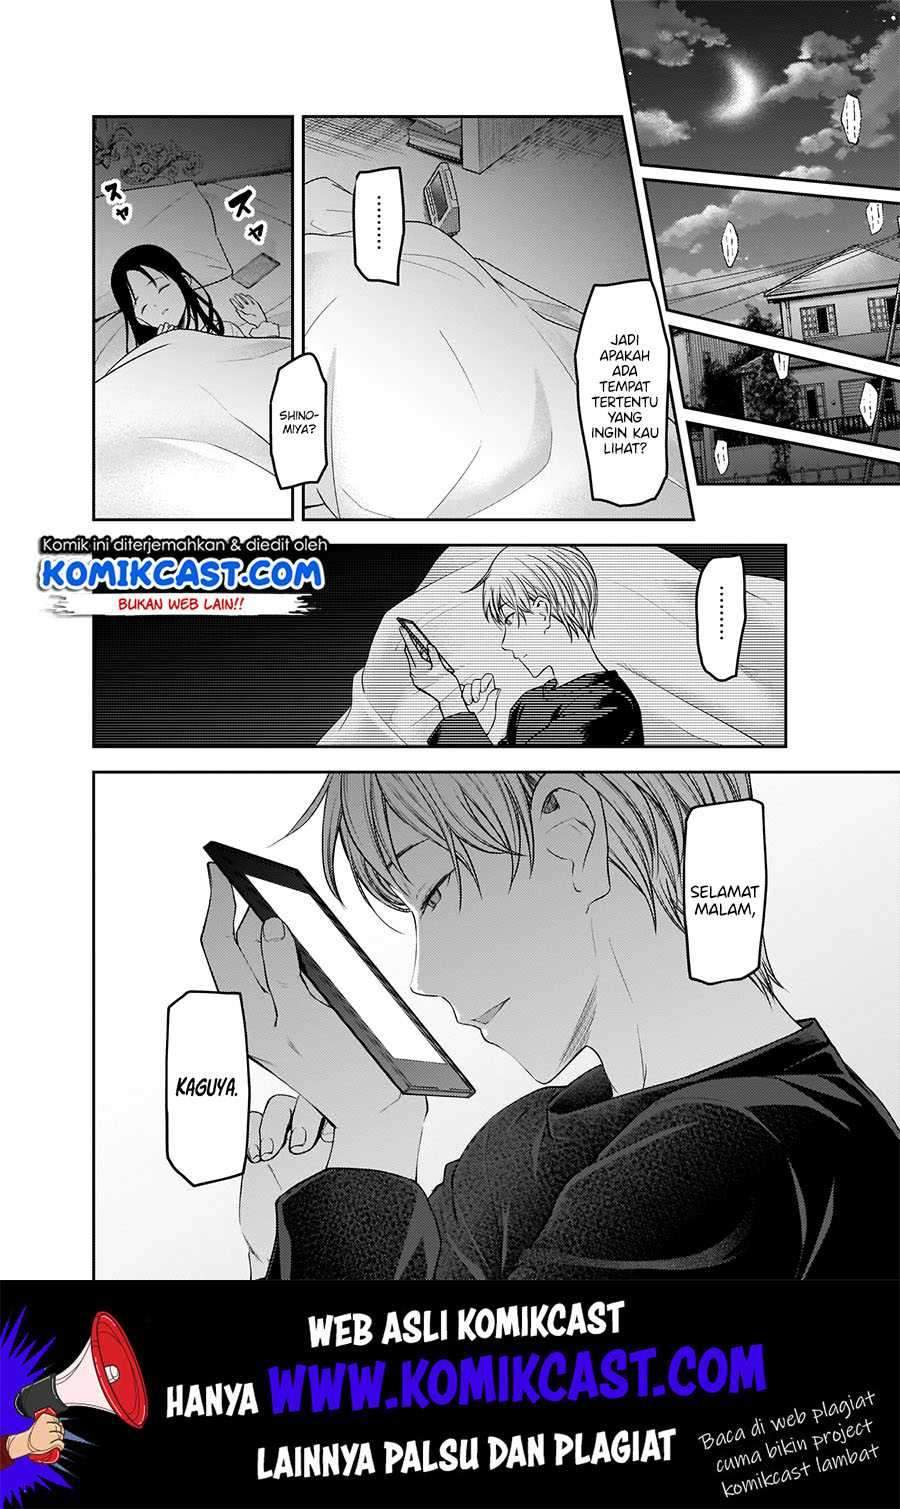 JADI
APAKAH
ADA
TEMPAT
TERTENTU
YANG
INGIN KAU
LIHAT?
..........
SHINO-
MIYA?
スヤ
スヤ
..........
Komik ini diterjemahkan & diedit oleh
KOMIKCAST.COM
BUKAN WEB LAIN!!
SELAMAT
MALAM,
KAGUYA.
WEB ASLI KOMIKCAST
HANYA WWW.KOMIKCAST.COM
LAINNYA PALSU DAN PLAGIAT
Baca di web plagiat
cuma bikin project
komikcast lambat